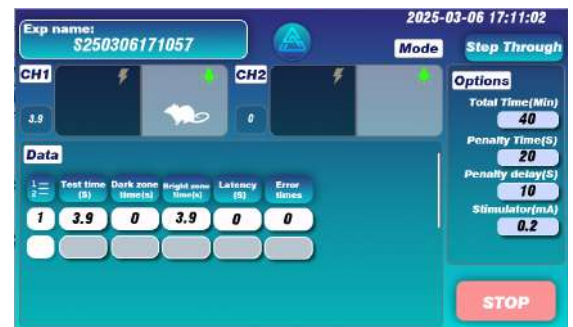 2025-03-06 17:11:02
Exp name:
S250306171057
Mode
Step Through
CH1
3.9
CH2
0
Options
Total Time(Min)
40
Penalty Time(S)
20
Penalty delay(S)
10
Stimulator(mA)
0.2
Data
Test time (S) Dark zone time(s) Bright zone time(s) Latency (S) Error times
1 3.9 0 3.9 0 0
STOP